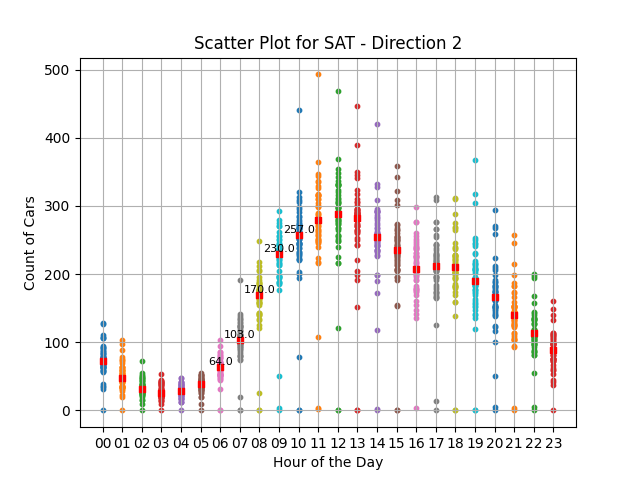 Scatter Plot for SAT - Direction 2
500
400
300
200
100
0
Count of Cars
257.0
230.0
170.0
103.0
64.0
00 01 02 03 04 05 06 07 08 09 10 11 12 13 14 15 16 17 18 19 20 21 22 23
Hour of the Day